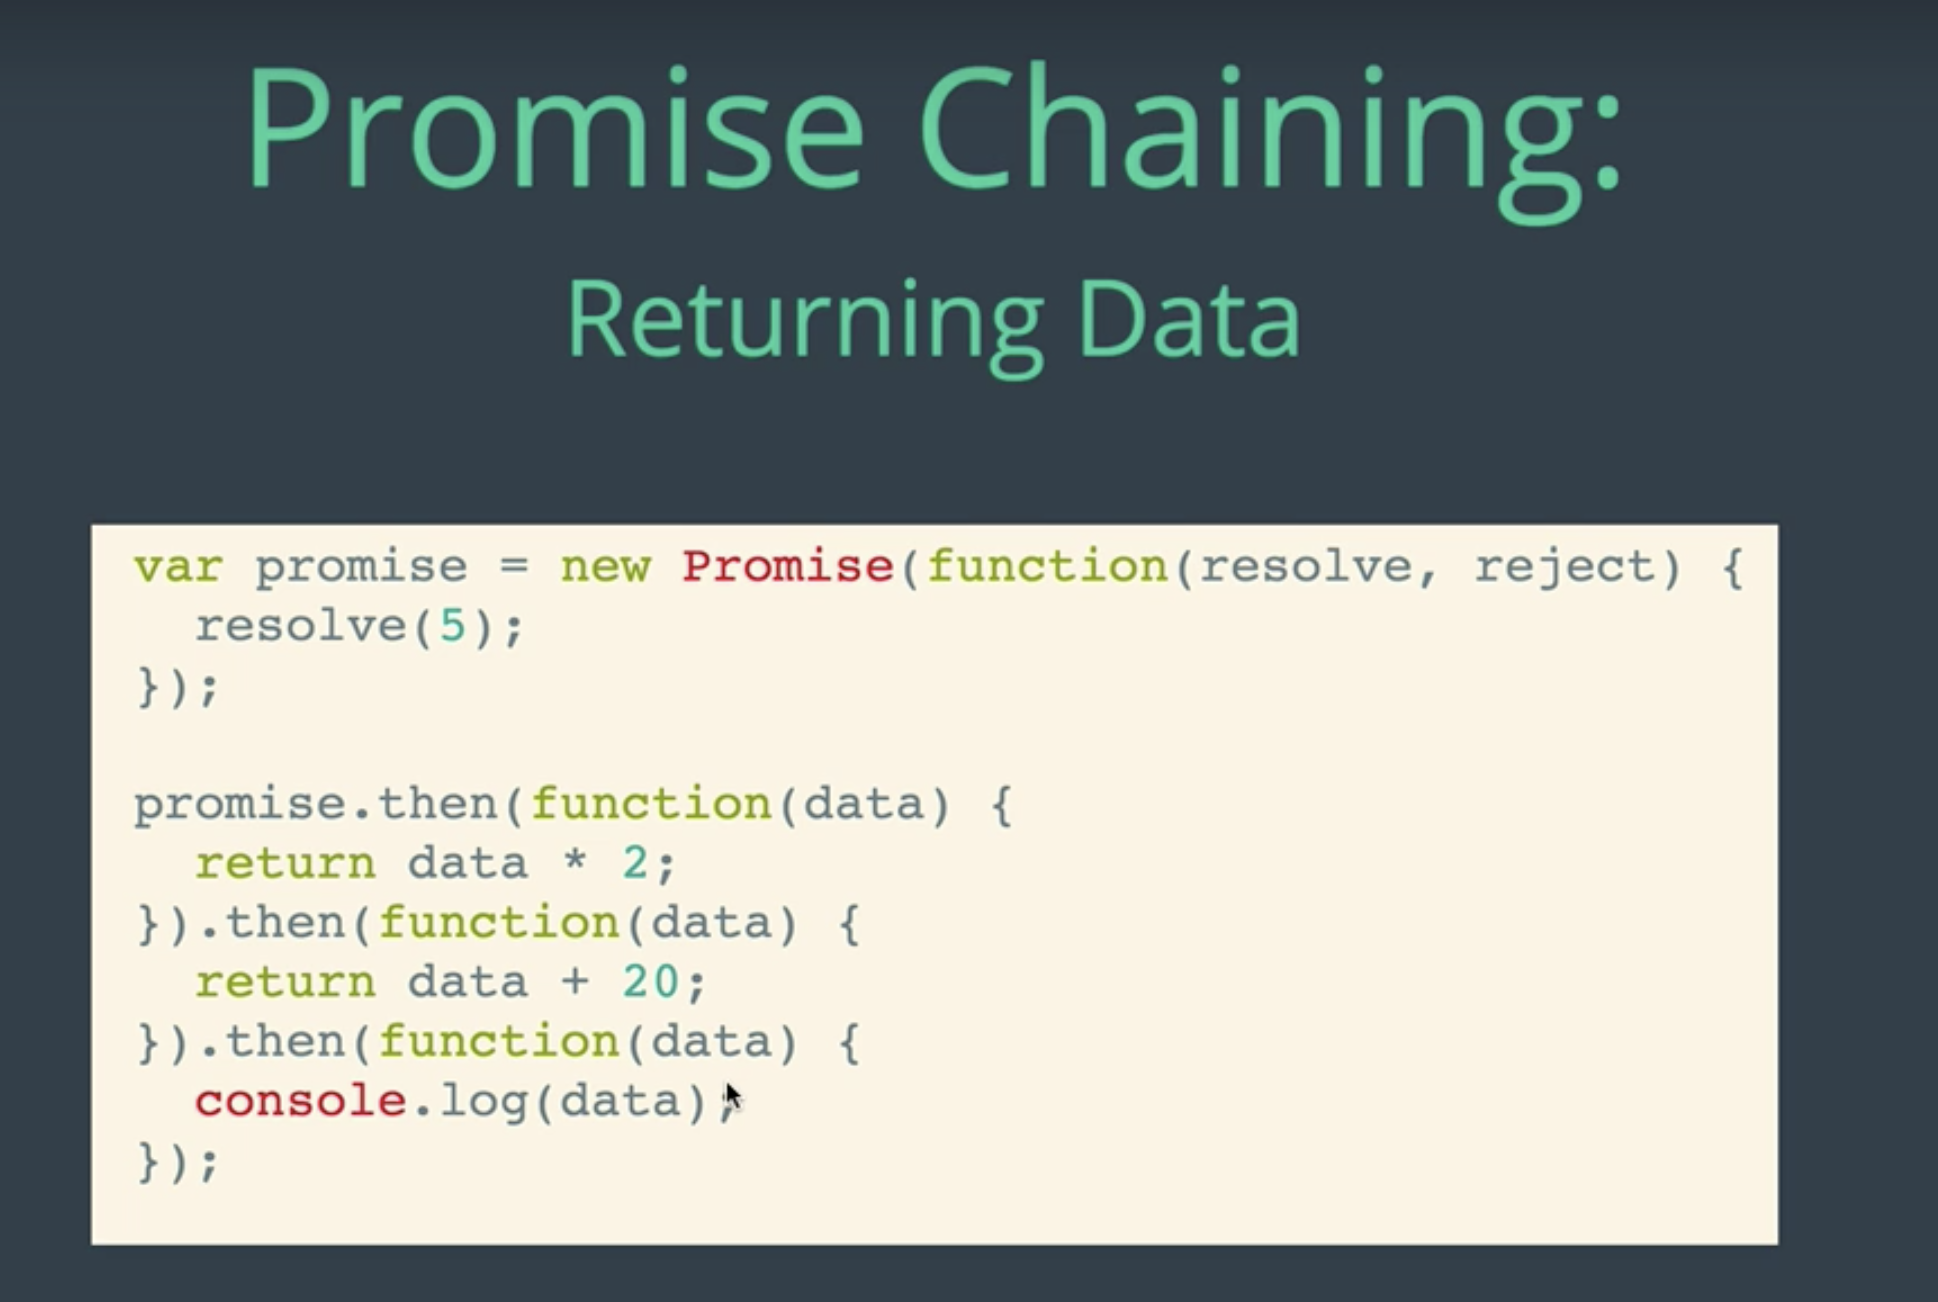 Promise Chaining:
Returning Data
var promise = new Promise(function(resolve, reject) {
  resolve(5);
});

promise.then(function(data) {
  return data * 2;
}).then(function(data) {
  return data + 20;
}).then(function(data) {
  console.log(data);
});